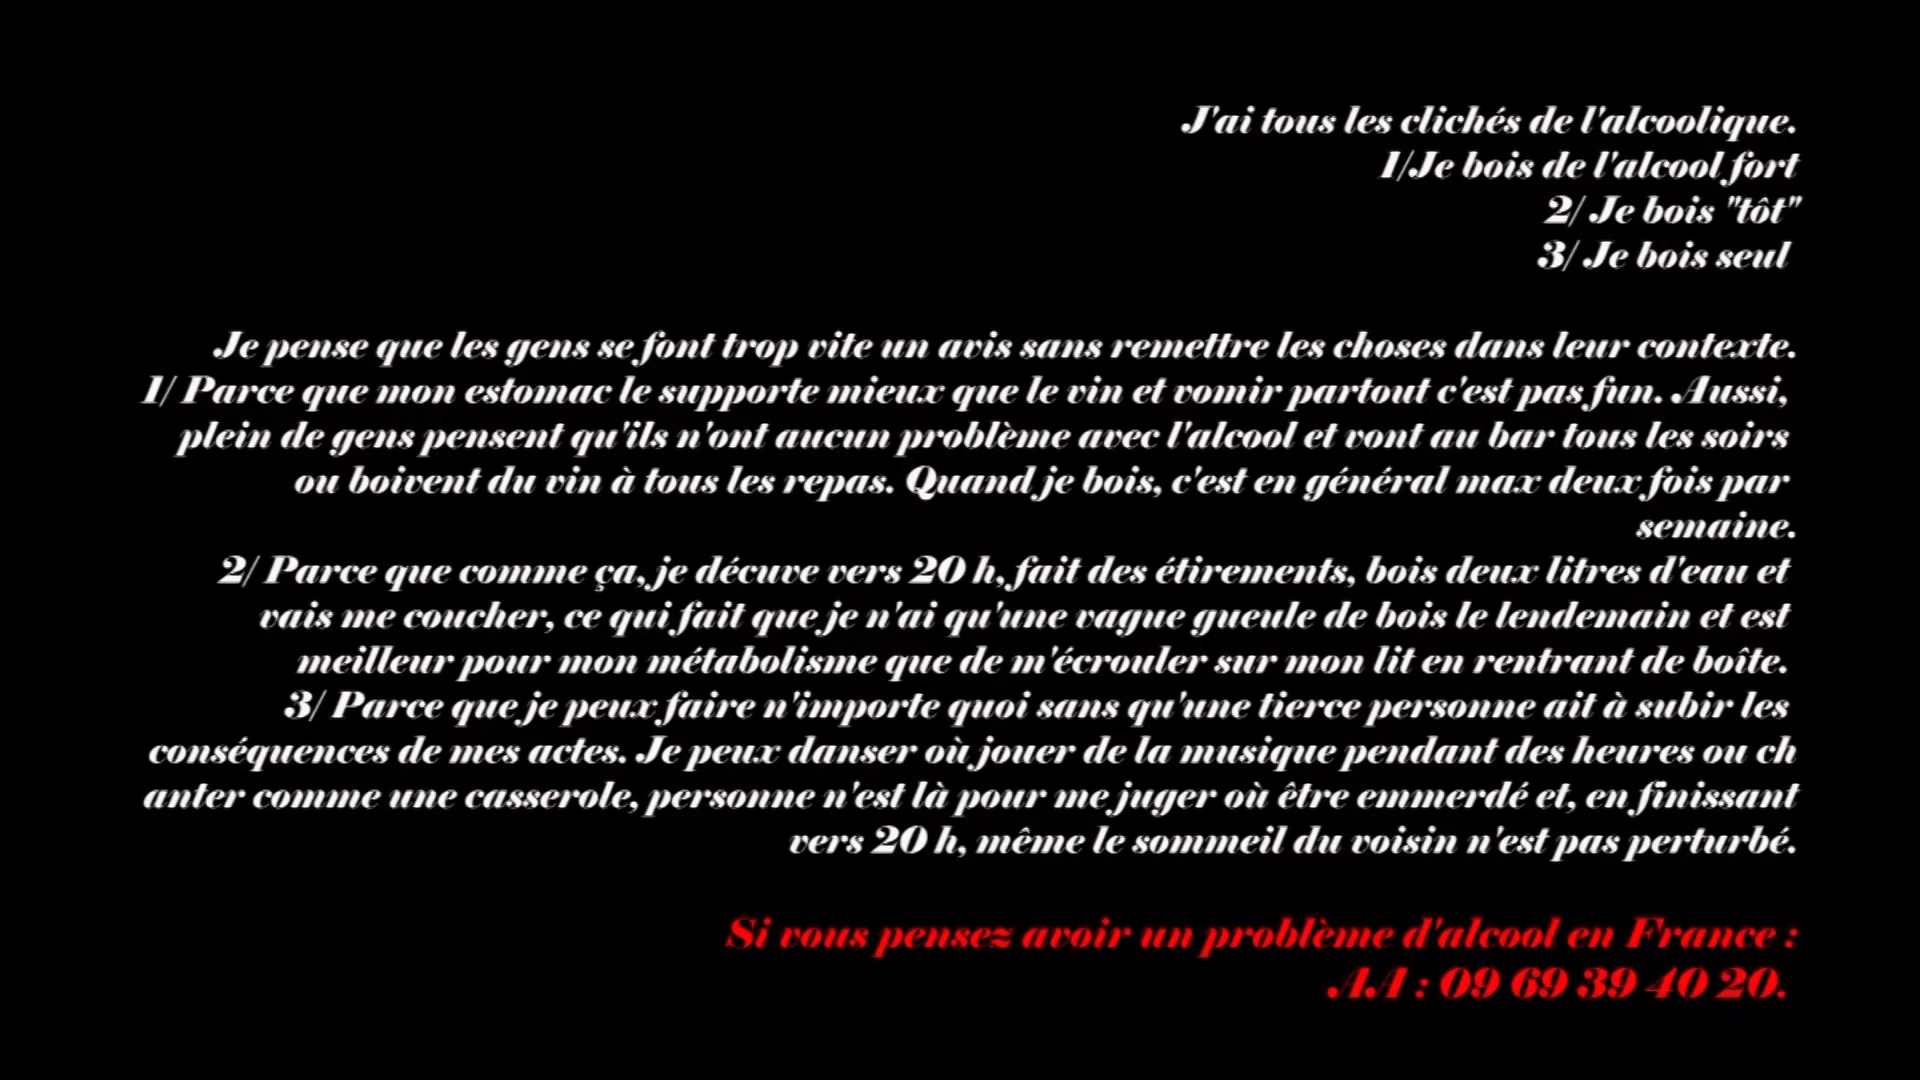 J'ai tous les clichés de l'alcoolique.
1/Je bois de l'alcool fort
2/ Je bois "tôt"
3/ Je bois seul
Je pense que les gens se font trop vite un avis sans remettre les choses dans leur contexte.
1/ Parce que mon estomac le supporte mieux que le vin et vomir partout c'est pas fun. Aussi,
plein de gens pensent qu'ils n'ont aucun problème avec l'alcool et vont au bar tous les soirs
ou boivent du vin à tous les repas. Quand je bois, c'est en général max deux fois par
semaine.
2/ Parce que comme ça, je décuve vers 20 h, fait des étirements, bois deux litres d'eau et
vais me coucher, ce qui fait que je n'ai qu'une vague gueule de bois le lendemain et est
meilleur pour mon métabolisme que de m'écrouler sur mon lit en rentrant de boîte.
3/ Parce que je peux faire n'importe quoi sans qu'une tierce personne ait à subir les
conséquences de mes actes. Je peux danser où jouer de la musique pendant des heures ou ch
anter comme une casserole, personne n'est là pour me juger où être emmerdé et, en finissant
vers 20 h, même le sommeil du voisin n'est pas perturbé.
Si vous pensez avoir un problème d'alcool en France :
AA : 09 69 39 40 20.